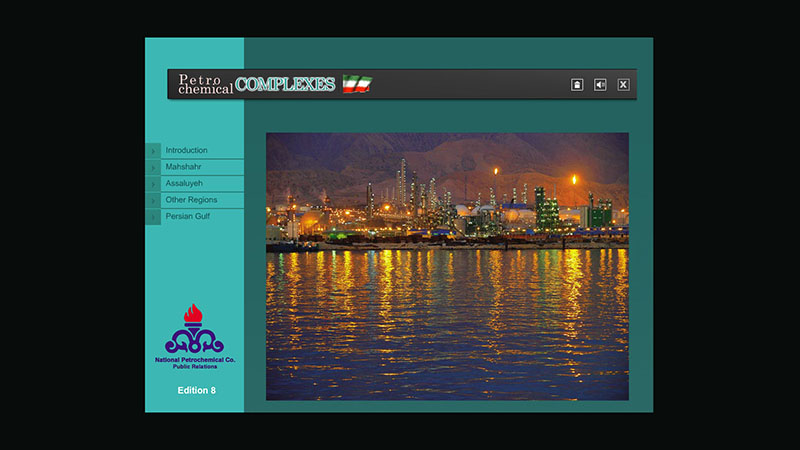 Petro
chemical COMPLEXES
Introduction
Mahshahr
Assaluyeh
Other Regions
Persian Gulf
National Petrochemical Co.
Public Relations
Edition 8